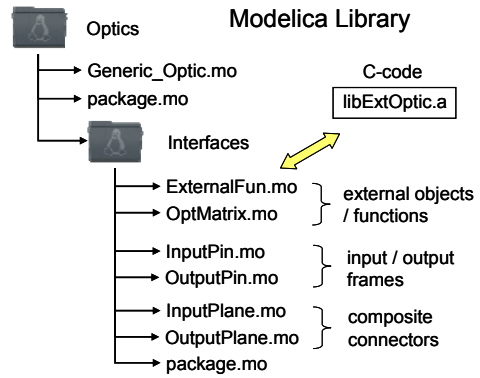 Modelica Library
Optics
Generic_Optic.mo
package.mo
C-code
libExtOptic.a
Interfaces
ExternalFun.mo
OptMatrix.mo
external objects
/ functions
InputPin.mo
OutputPin.mo
input / output
frames
InputPlane.mo
OutputPlane.mo
composite
connectors
package.mo